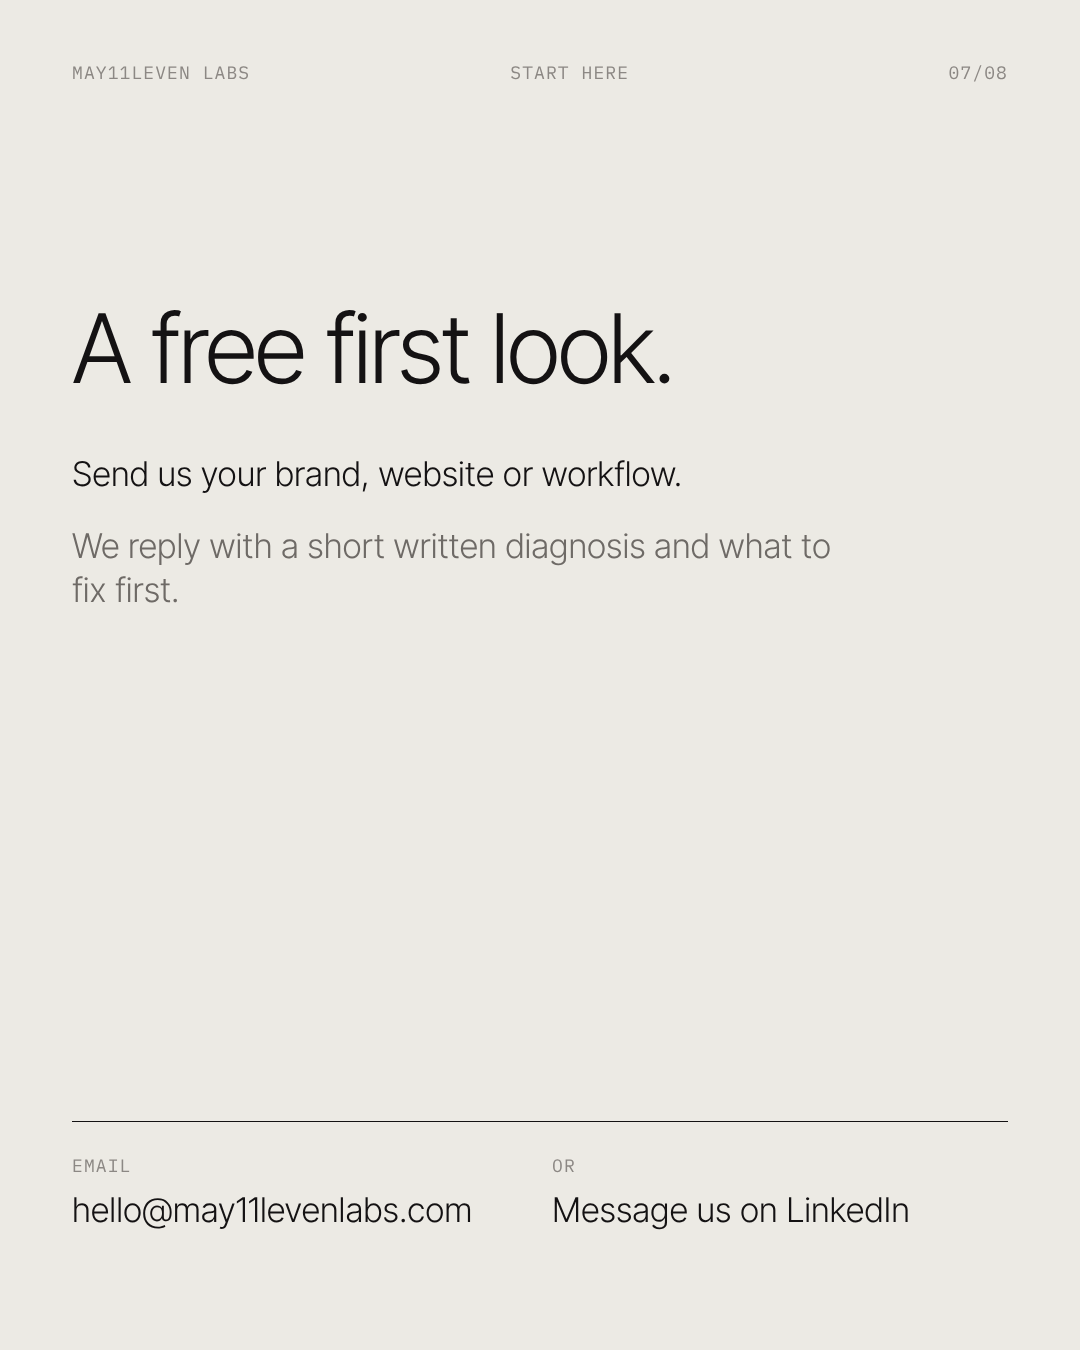 MAY11LEVEN LABS
START HERE
07/08
A free first look.
Send us your brand, website or workflow.
We reply with a short written diagnosis and what to
fix first.
EMAIL
hello@may11levenlabs.com
OR
Message us on LinkedIn